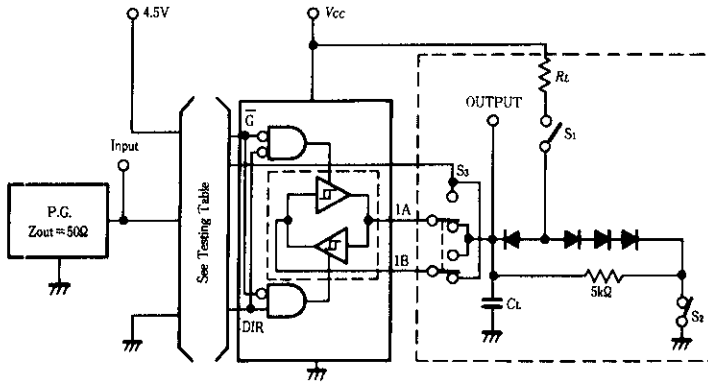 4.5V
Vcc
RL
OUTPUT
S1
Input
G
S3
P.G.
Zout = 50Ω
See Testing Table
1A
1B
DIR
CL
5kΩ
S2